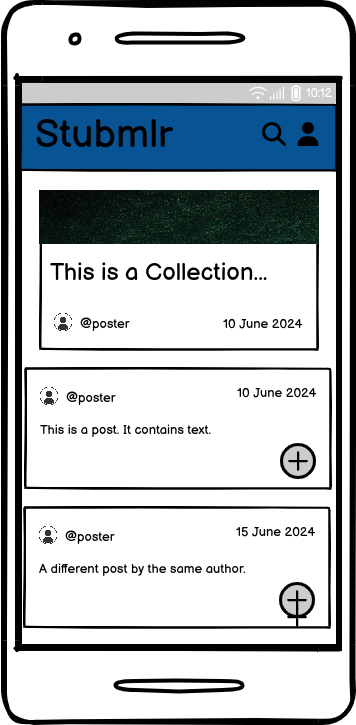 10:12
Stubmlr
This is a Collection...
@poster
10 June 2024
@poster
10 June 2024
This is a post. It contains text.
@poster
15 June 2024
A different post by the same author.